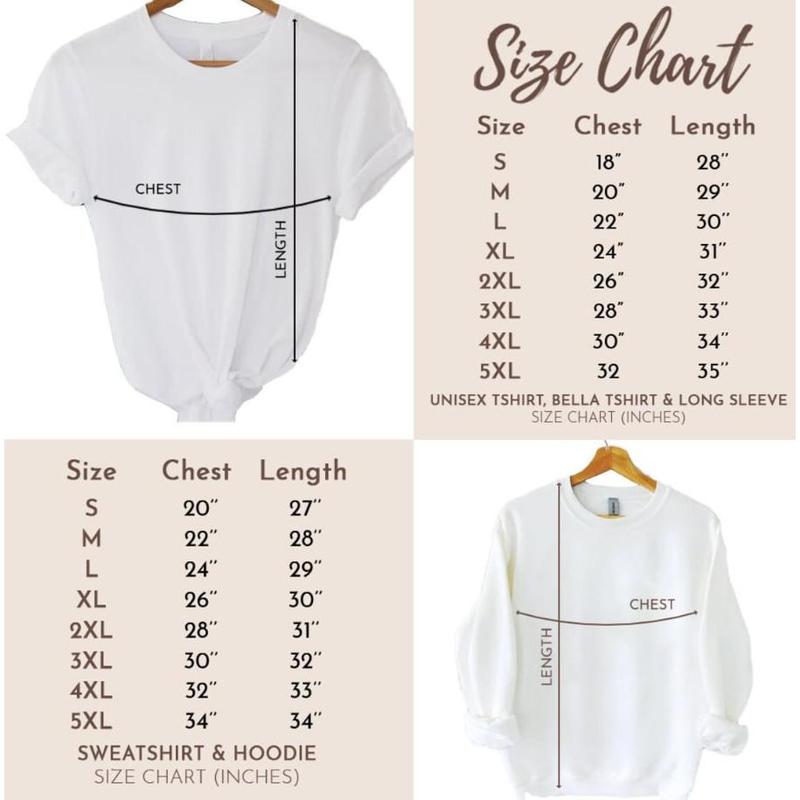 CHEST
LENGTH
Size Chart
Size Chest Length
S 18" 28"
M 20" 29"
L 22" 30"
XL 24" 31"
2XL 26" 32"
3XL 28" 33"
4XL 30" 34"
5XL 32 35"
UNISEX TSHIRT, BELLA TSHIRT & LONG SLEEVE
SIZE CHART (INCHES)
Size Chest Length
S 20" 27"
M 22" 28"
L 24" 29"
XL 26" 30"
2XL 28" 31"
3XL 30" 32"
4XL 32" 33"
5XL 34" 34"
SWEATSHIRT & HOODIE
SIZE CHART (INCHES)
CHEST
LENGTH